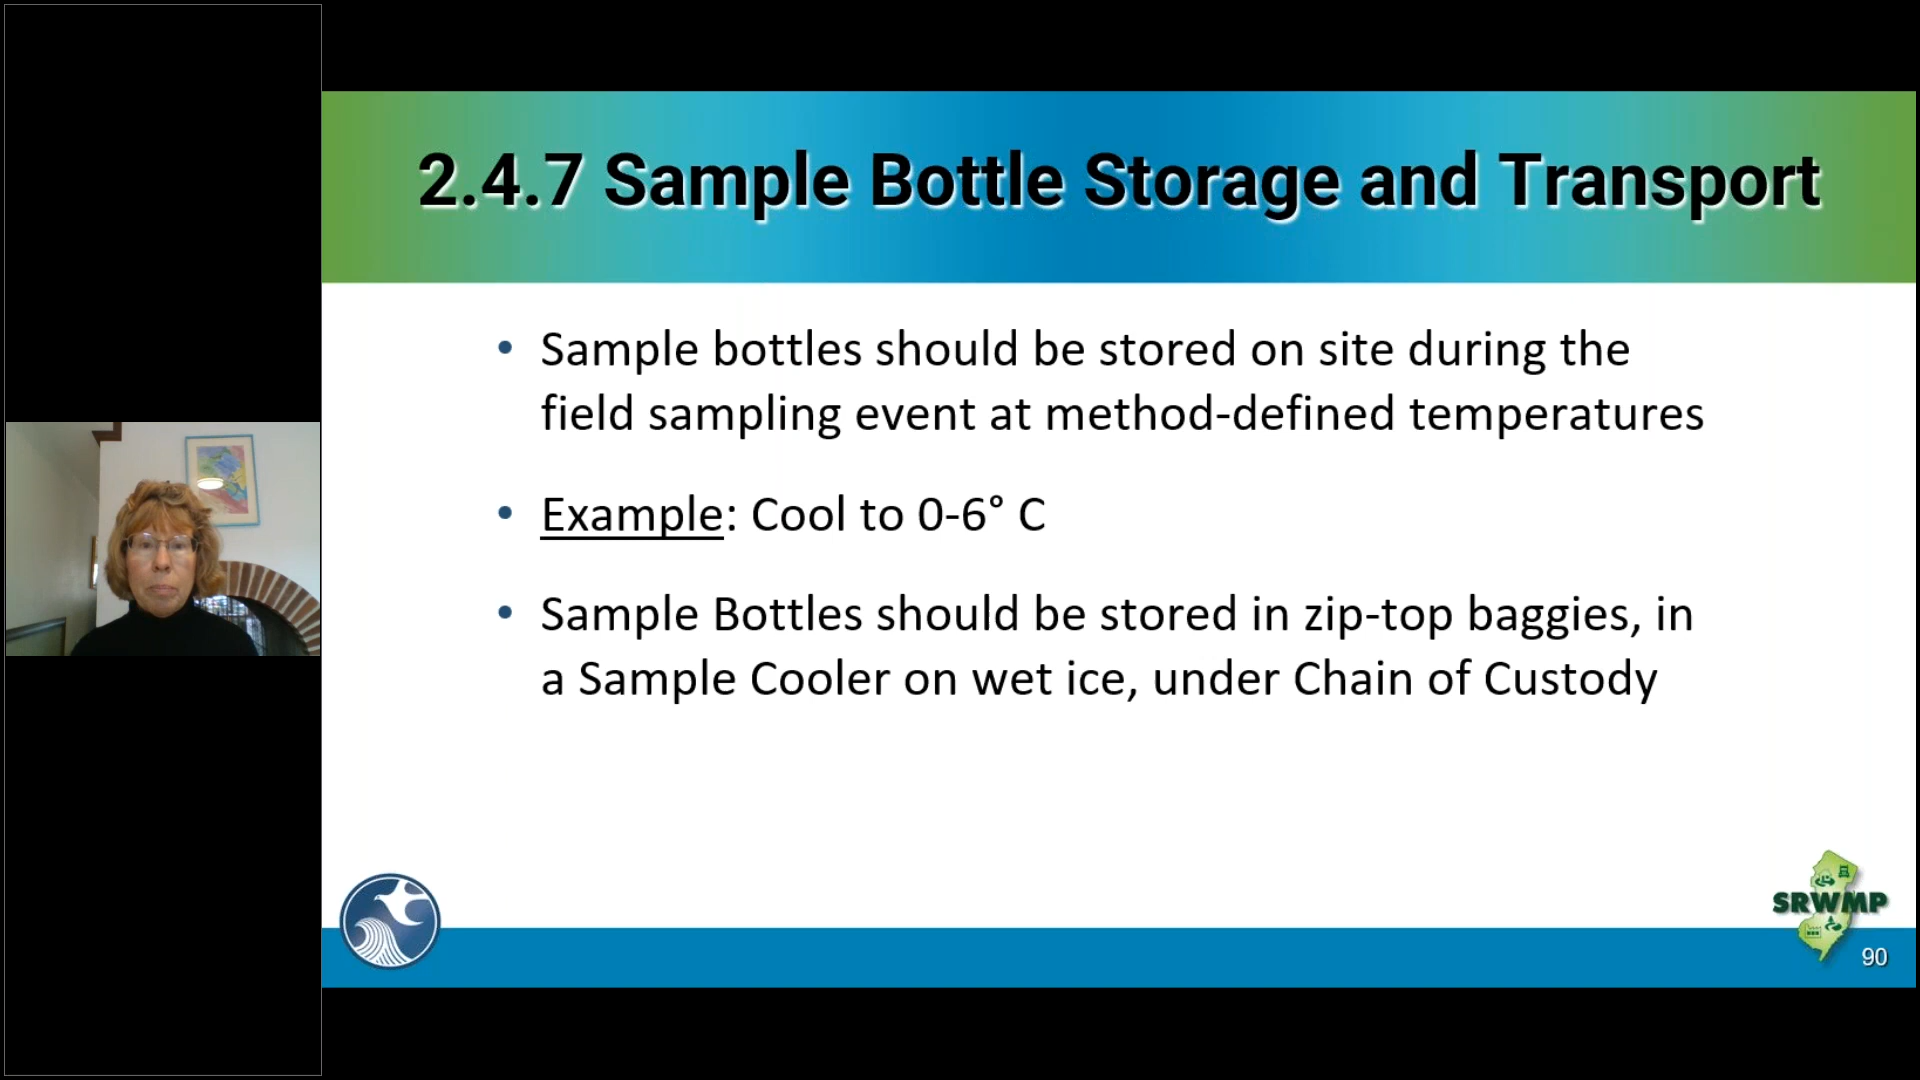 2.4.7 Sample Bottle Storage and Transport
• Sample bottles should be stored on site during the
field sampling event at method-defined temperatures
• Example: Cool to 0-6° C
• Sample Bottles should be stored in zip-top baggies, in
a Sample Cooler on wet ice, under Chain of Custody
SRWMP
90